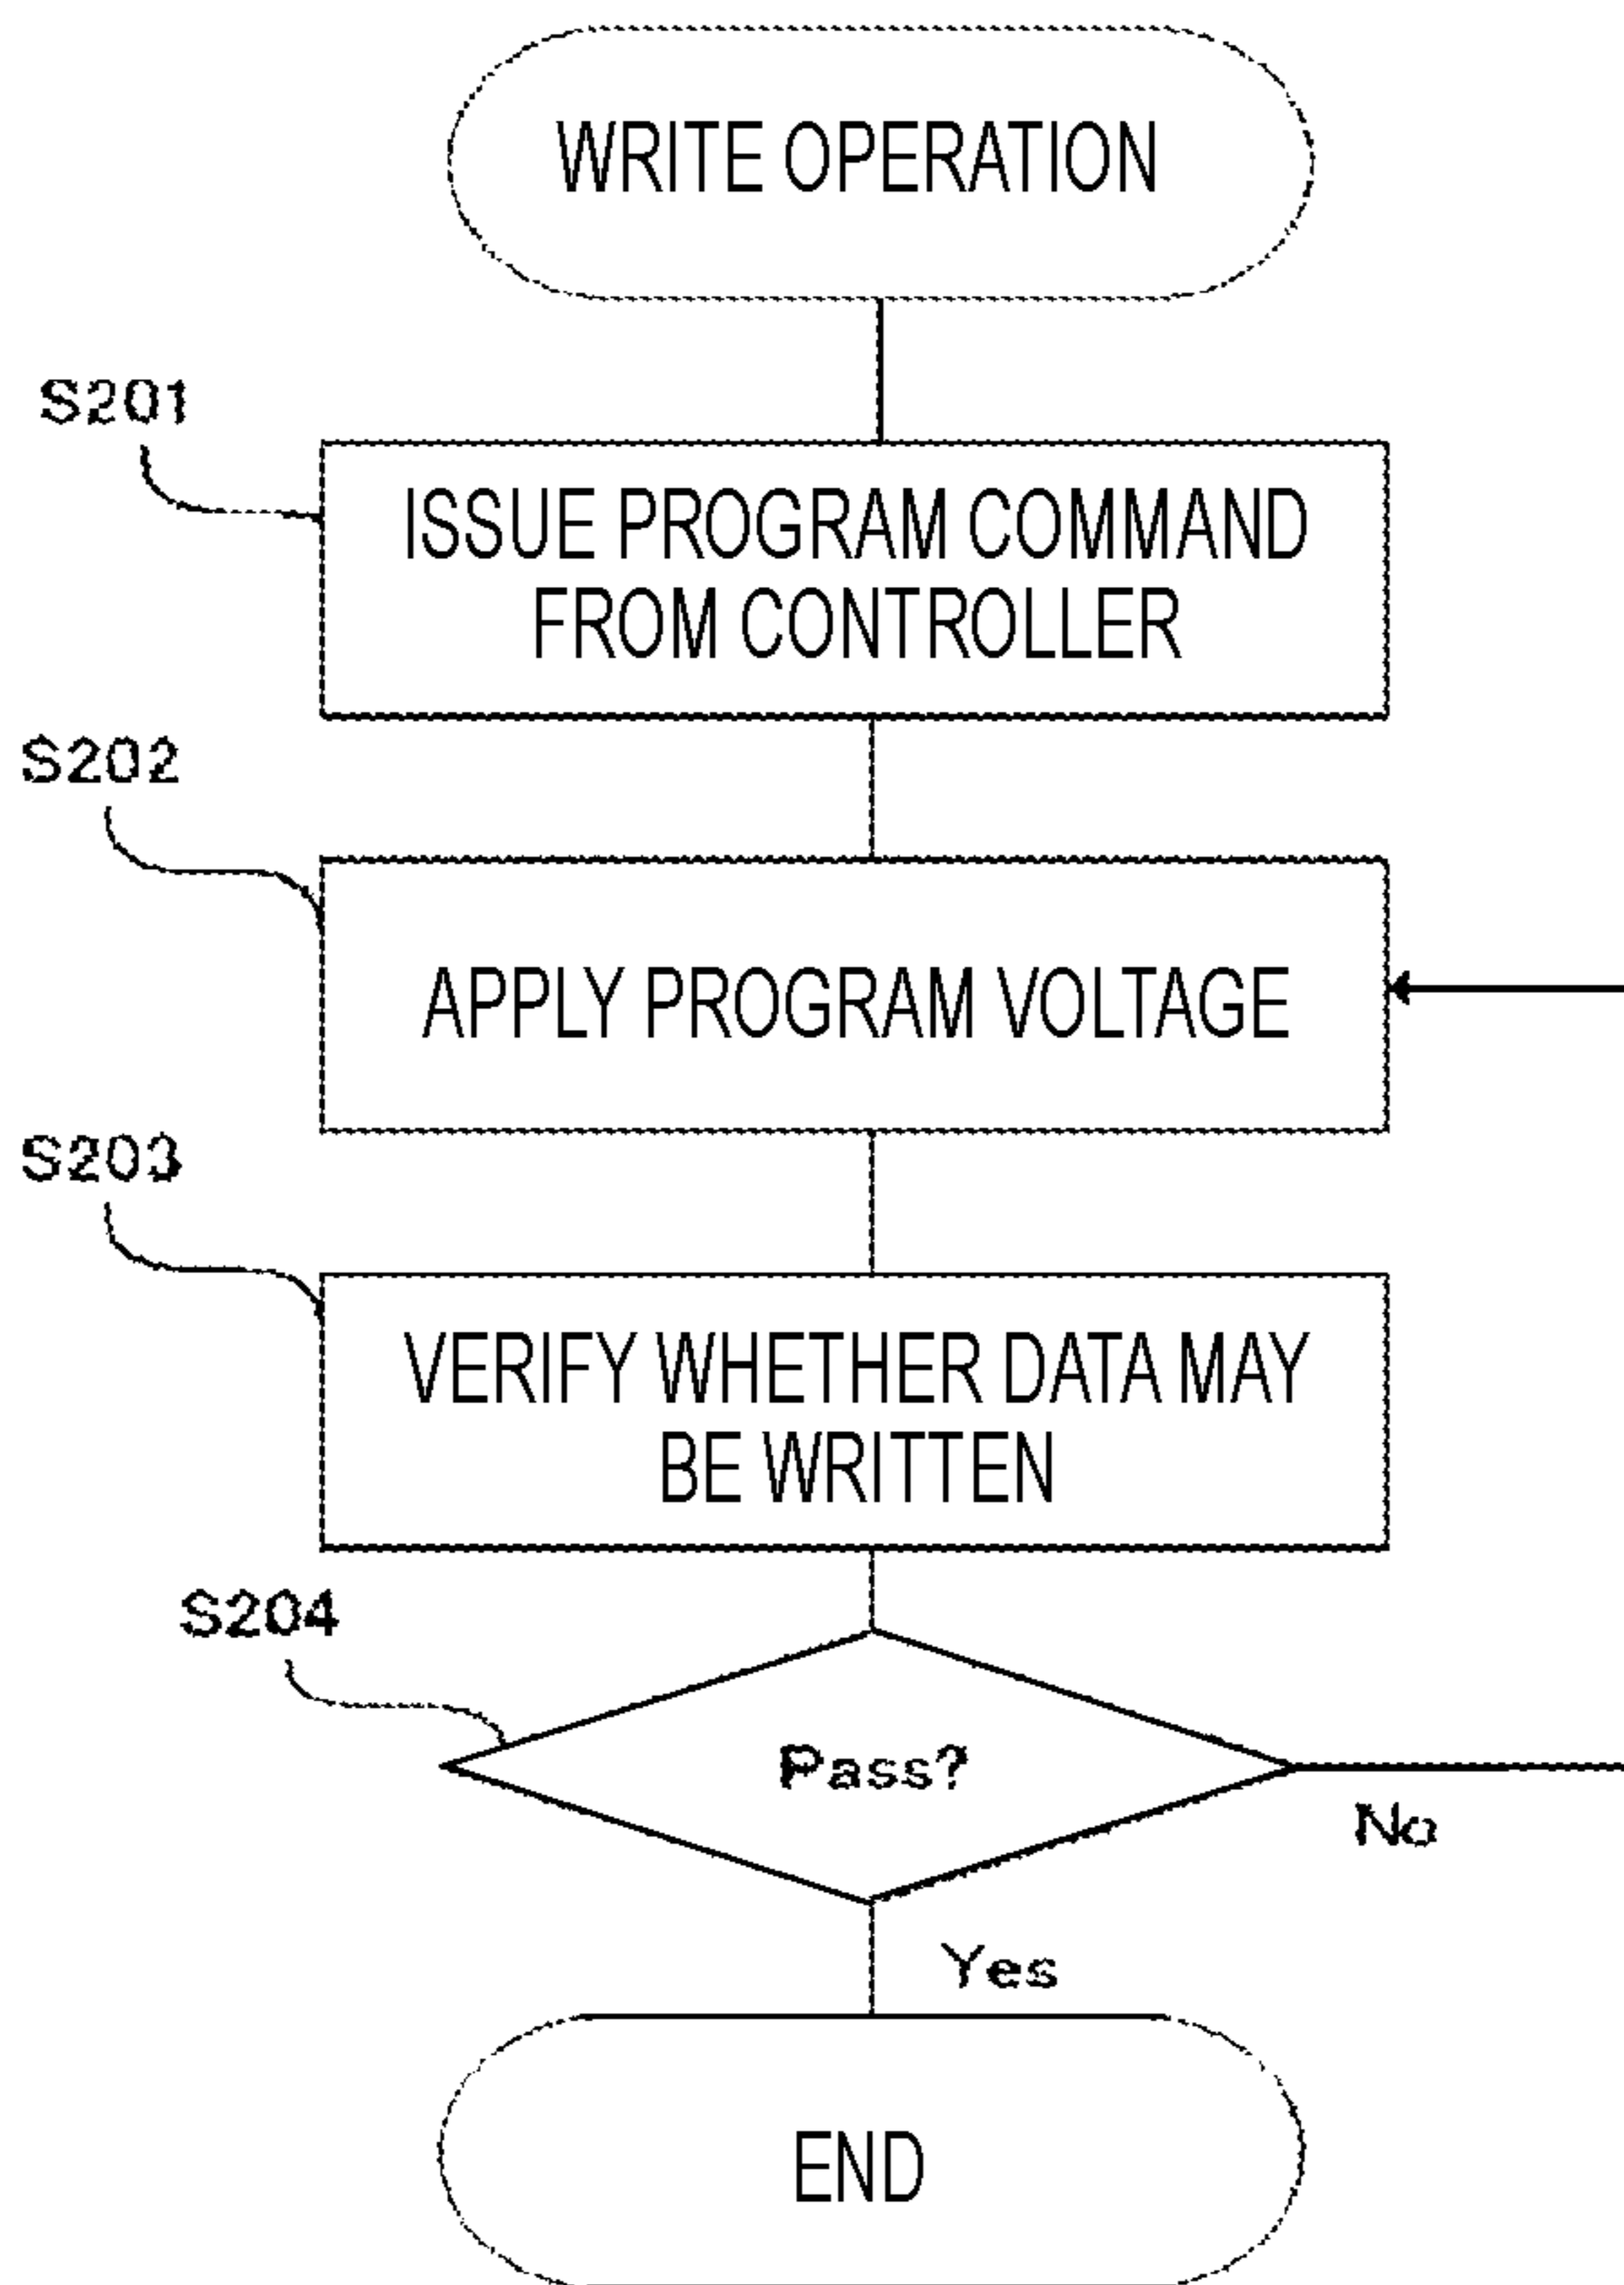 WRITE OPERATION
S201
ISSUE PROGRAM COMMAND
FROM CONTROLLER
S202
APPLY PROGRAM VOLTAGE
S203
VERIFY WHETHER DATA MAY
BE WRITTEN
S204
Pass?
No
Yes
END